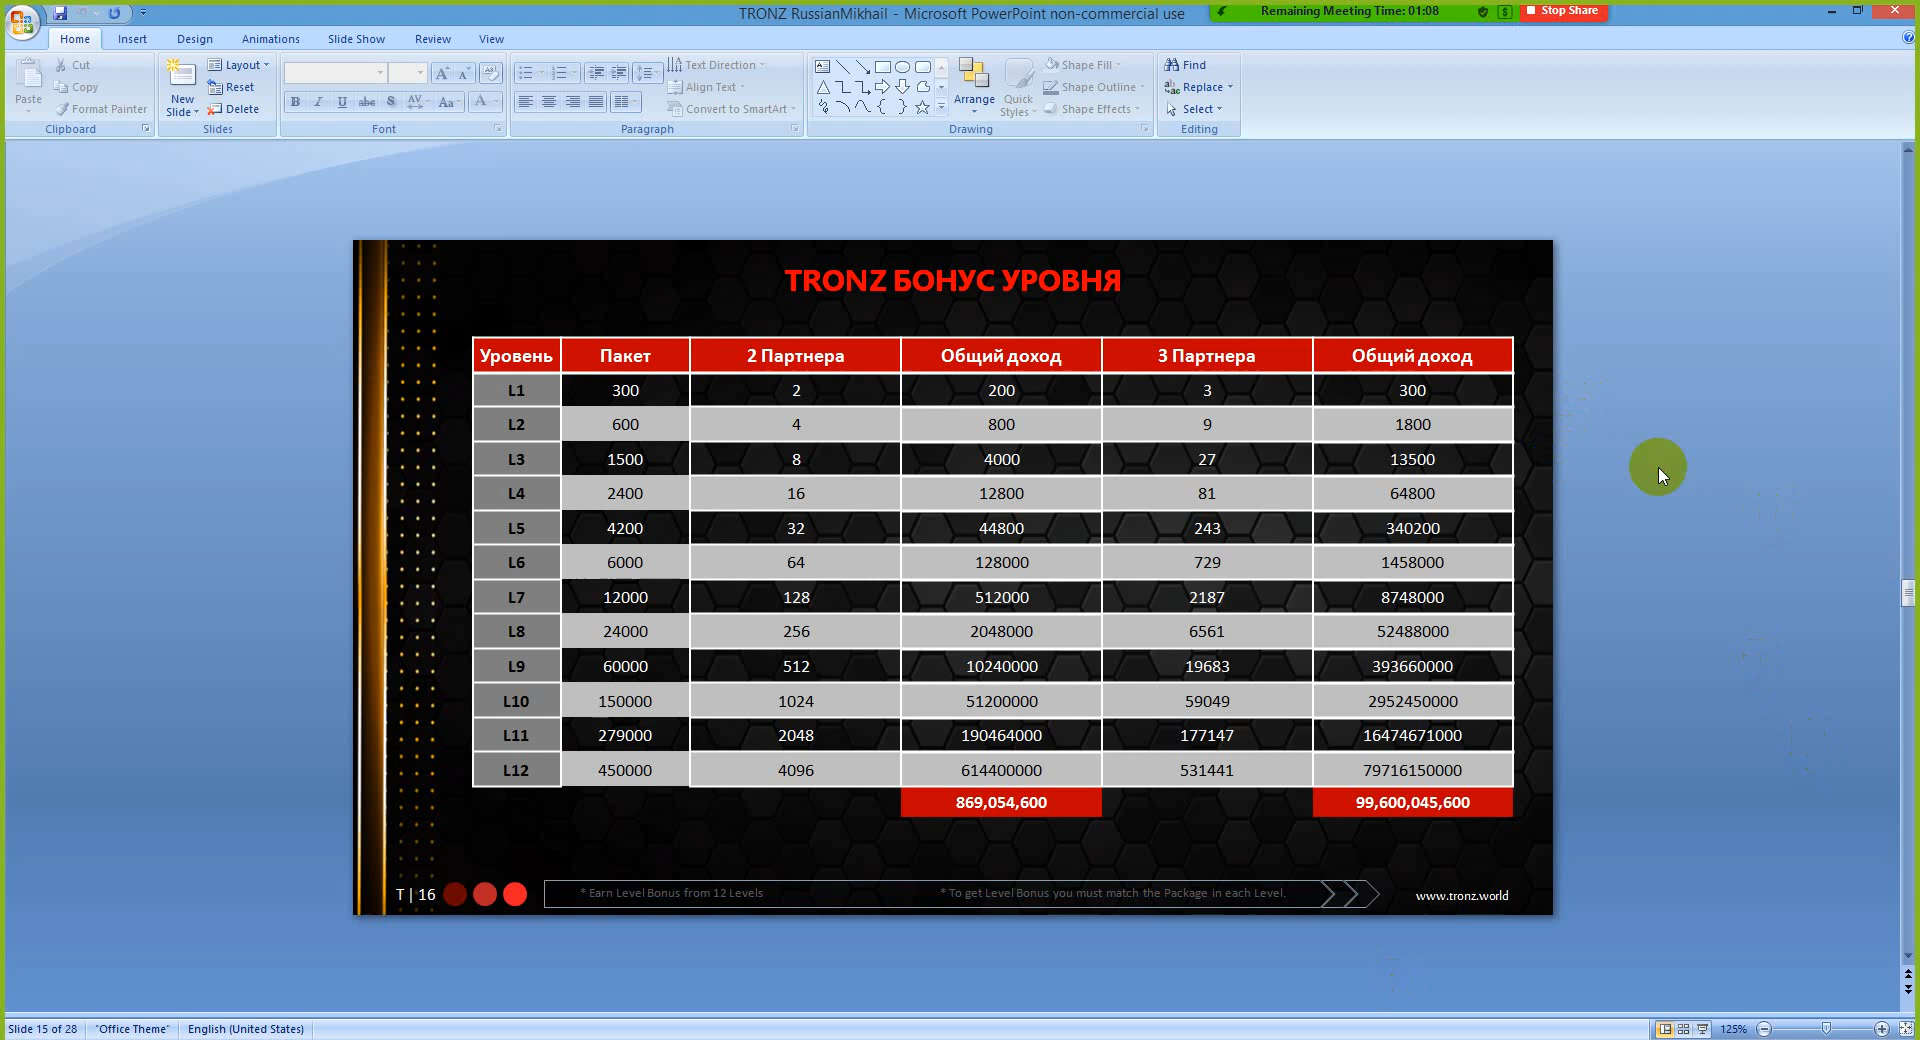 TRONZ RussianMikhail - Microsoft PowerPoint non-commercial use
Remaining Meeting Time: 01:08
Stop Share
Home Insert Design Animations Slide Show Review View
Paste
Cut
Copy
Format Painter
Clipboard
New Slide
Layout
Reset
Delete
Slides
B I U abc S AV Aa A
Font
Text Direction
Align Text
Convert to SmartArt
Paragraph
Arrange
Quick Styles
Shape Fill
Shape Outline
Shape Effects
Drawing
Find
Replace
Select
Editing
TRONZ БОНУС УРОВНЯ
Уровень Пакет 2 Партнера Общий доход 3 Партнера Общий доход
L1 300 2 200 3 300
L2 600 4 800 9 1800
L3 1500 8 4000 27 13500
L4 2400 16 12800 81 64800
L5 4200 32 44800 243 340200
L6 6000 64 128000 729 1458000
L7 12000 128 512000 2187 8748000
L8 24000 256 2048000 6561 52488000
L9 60000 512 10240000 19683 393660000
L10 150000 1024 51200000 59049 2952450000
L11 279000 2048 190464000 177147 16474671000
L12 450000 4096 614400000 531441 79716150000
869,054,600 99,600,045,600
T | 16
* Earn Level Bonus from 12 Levels
* To get Level Bonus you must match the Package in each Level.
www.tronz.world
Slide 15 of 28 "Office Theme" English (United States) 125%